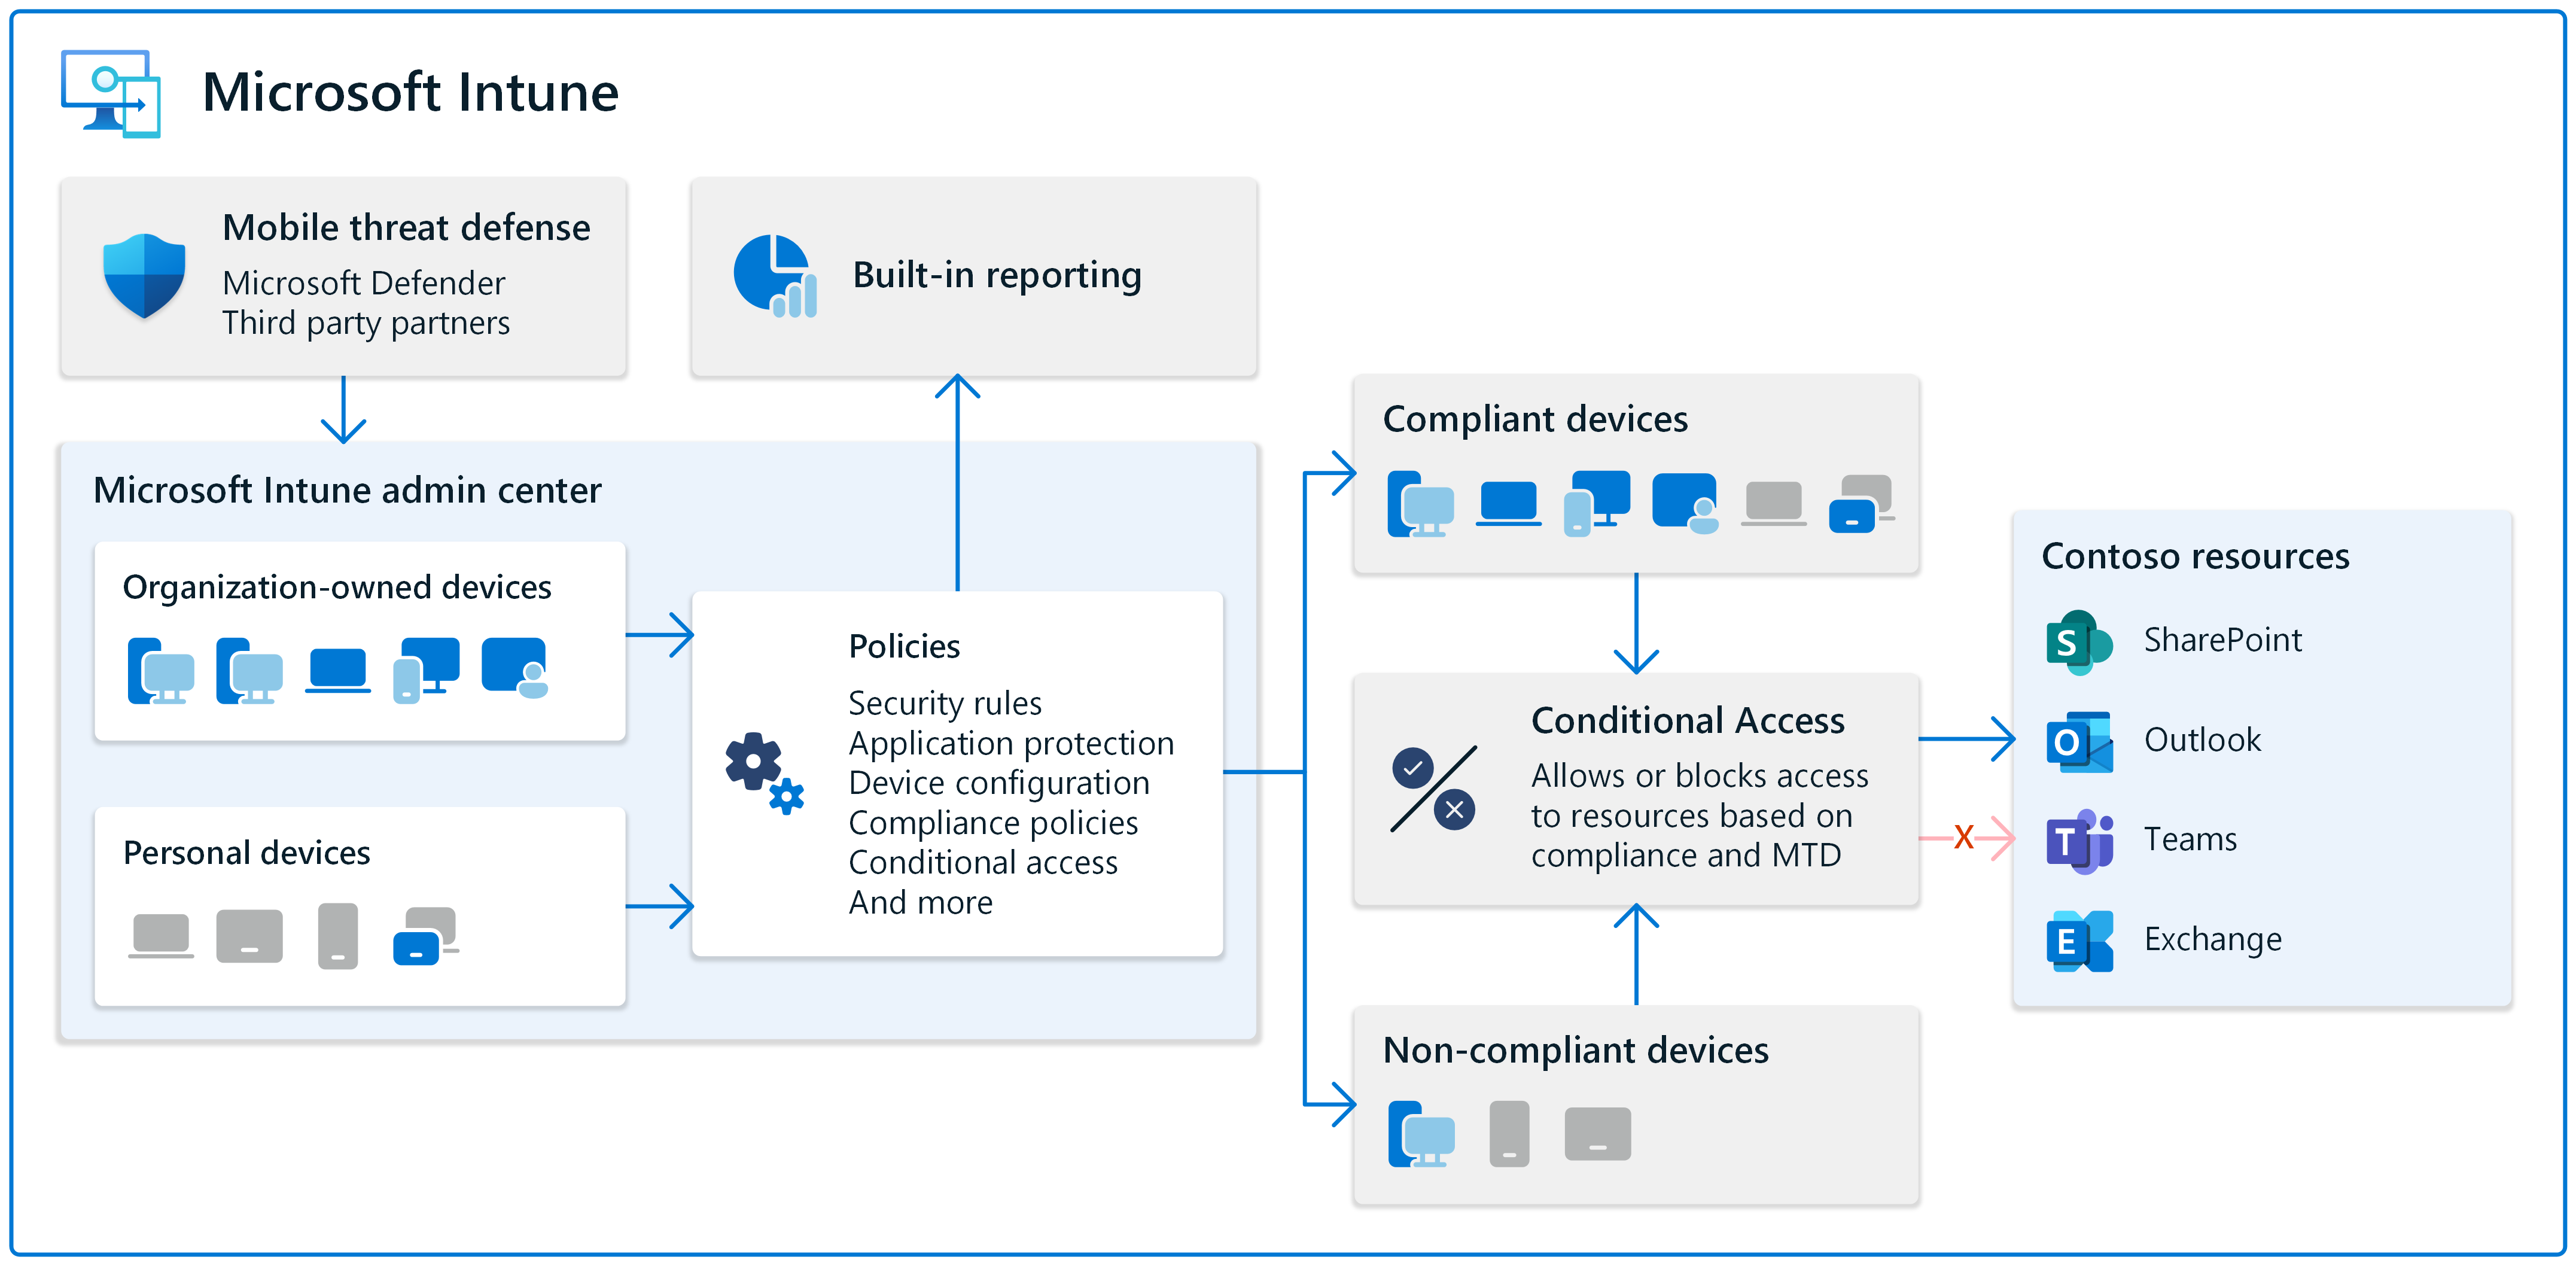 Microsoft Intune
Mobile threat defense
Microsoft Defender
Third party partners
Built-in reporting
Microsoft Intune admin center
Organization-owned devices
Personal devices
Policies
Security rules
Application protection
Device configuration
Compliance policies
Conditional access
And more
Compliant devices
Conditional Access
Allows or blocks access
to resources based on
compliance and MTD
Non-compliant devices
X
Contoso resources
S SharePoint
O Outlook
T Teams
E Exchange